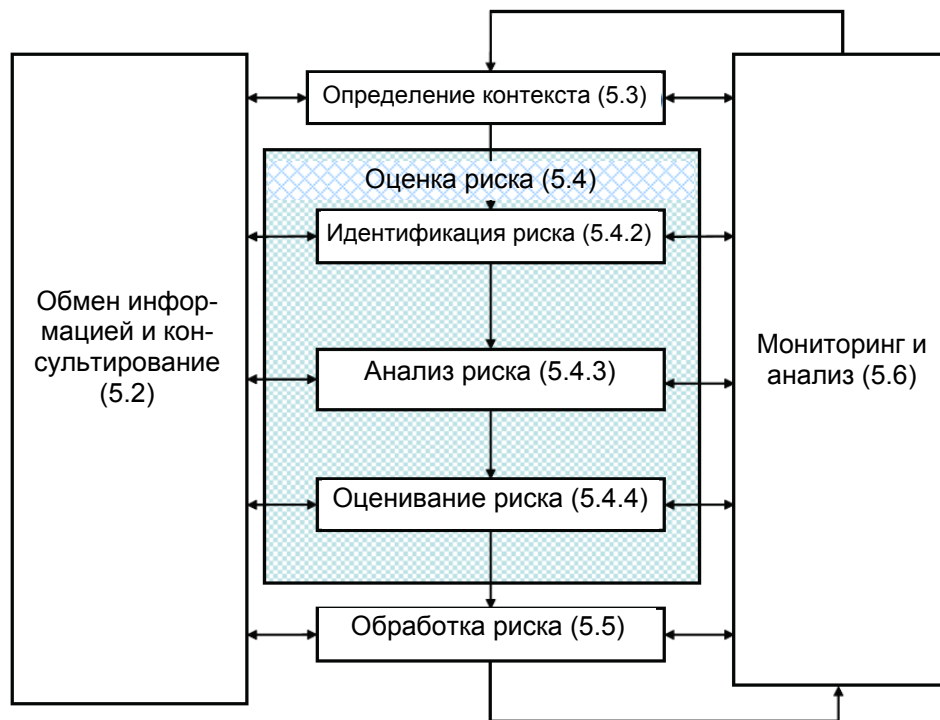 Определение контекста (5.3)
Оценка риска (5.4)
Идентификация риска (5.4.2)
Обмен инфор-
мацией и кон-
сультирование
(5.2)
Анализ риска (5.4.3)
Мониторинг и
анализ (5.6)
Оценивание риска (5.4.4)
Обработка риска (5.5)